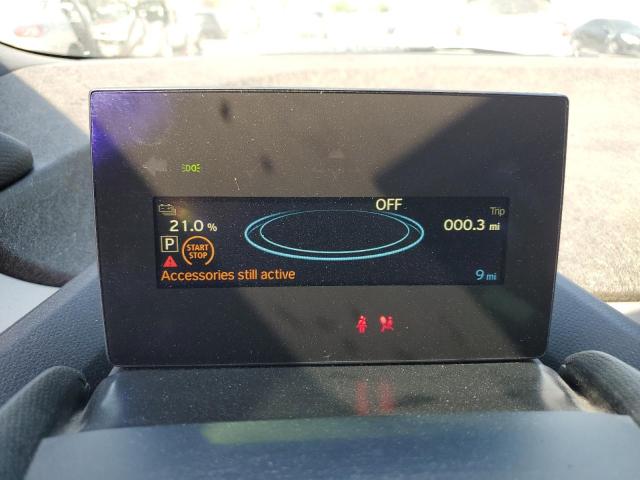 OFF
Trip
21.0 %
000.3 mi
P
START
STOP
Accessories still active
9 mi